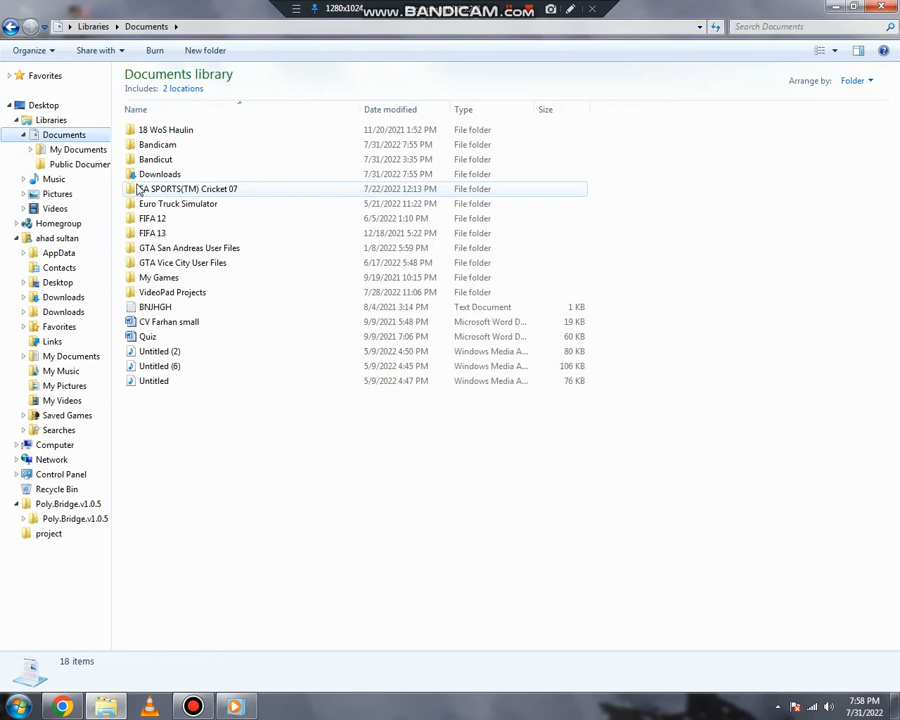 1280x1024
www.BANDICAM.com
Libraries
Documents
Search Documents
Organize
Share with
Burn
New folder
Documents library
Includes: 2 locations
Arrange by: Folder
Name Date modified Type Size
18 WoS Haulin 11/20/2021 1:52 PM File folder
Bandicam 7/31/2022 7:55 PM File folder
Bandicut 7/31/2022 3:35 PM File folder
Downloads 7/31/2022 7:55 PM File folder
SPORTS(TM) Cricket 07 7/22/2022 12:13 PM File folder
Euro Truck Simulator 5/21/2022 11:22 PM File folder
FIFA 12 6/5/2022 1:10 PM File folder
FIFA 13 12/18/2021 5:22 PM File folder
GTA San Andreas User Files 1/8/2022 5:59 PM File folder
GTA Vice City User Files 6/17/2022 5:48 PM File folder
My Games 9/19/2021 10:15 PM File folder
VideoPad Projects 7/28/2022 11:06 PM File folder
BNJHGH 8/4/2021 3:14 PM Text Document 1 KB
CV Farhan small 9/9/2021 5:48 PM Microsoft Word D... 19 KB
Quiz 9/9/2021 7:06 PM Microsoft Word D... 60 KB
Untitled (2) 5/9/2022 4:50 PM Windows Media A... 80 KB
Untitled (6) 5/9/2022 4:45 PM Windows Media A... 106 KB
Untitled 5/9/2022 4:47 PM Windows Media A... 76 KB
Favorites
Desktop
Libraries
Documents
My Documents
Public Documen
Music
Pictures
Videos
Homegroup
ahad sultan
AppData
Contacts
Desktop
Downloads
Downloads
Favorites
Links
My Documents
My Music
My Pictures
My Videos
Saved Games
Searches
Computer
Network
Control Panel
Recycle Bin
Poly.Bridge.v1.0.5
Poly.Bridge.v1.0.5
project
18 items
7:58 PM
7/31/2022